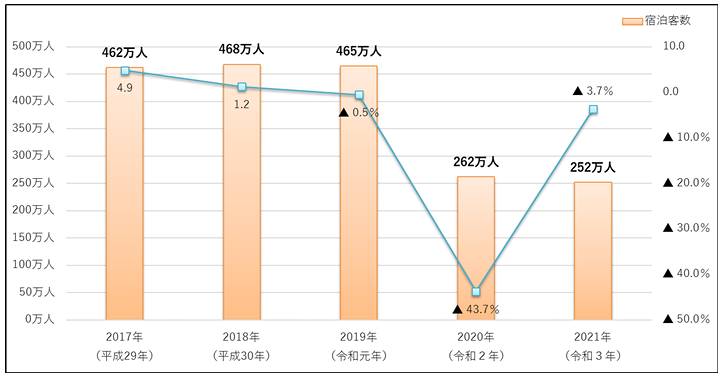 宿泊客数
500万人
450万人
400万人
350万人
300万人
250万人
200万人
150万人
100万人
50万人
0万人
462万人
468万人
465万人
262万人
252万人
4.9
1.2
▲ 0.5%
▲ 43.7%
▲ 3.7%
10.0
0.0
▲ 10.0%
▲ 20.0%
▲ 30.0%
▲ 40.0%
▲ 50.0%
2017年
（平成29年）
2018年
（平成30年）
2019年
（令和元年）
2020年
（令和２年）
2021年
（令和３年）